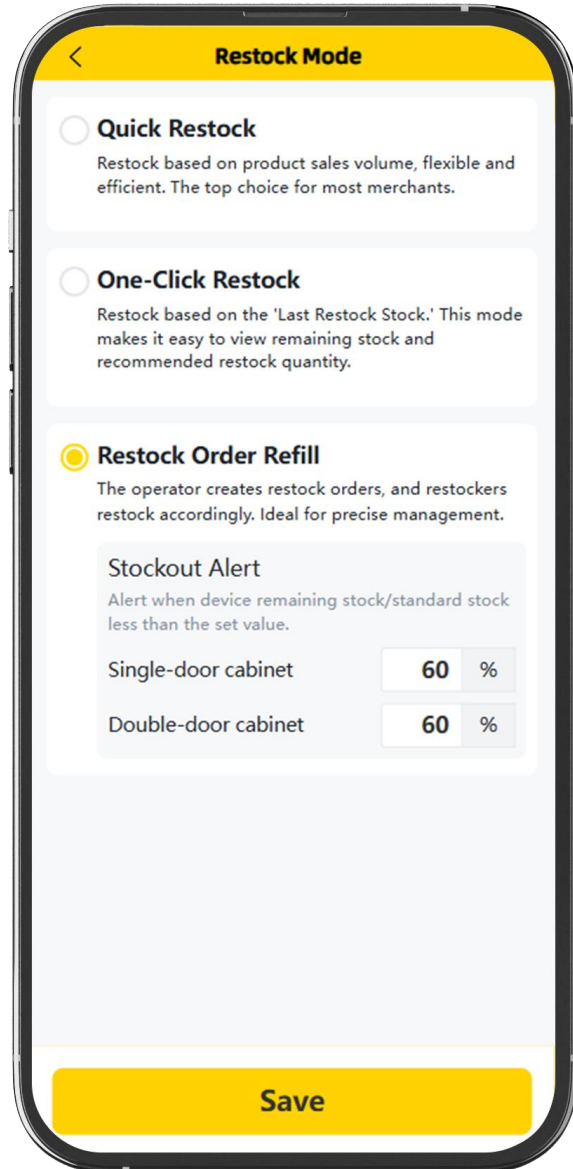 Restock Mode
Quick Restock
Restock based on product sales volume, flexible and
efficient. The top choice for most merchants.
One-Click Restock
Restock based on the 'Last Restock Stock.' This mode
makes it easy to view remaining stock and
recommended restock quantity.
Restock Order Refill
The operator creates restock orders, and restockers
restock accordingly. Ideal for precise management.
Stockout Alert
Alert when device remaining stock/standard stock
less than the set value.
Single-door cabinet 60 %
Double-door cabinet 60 %
Save